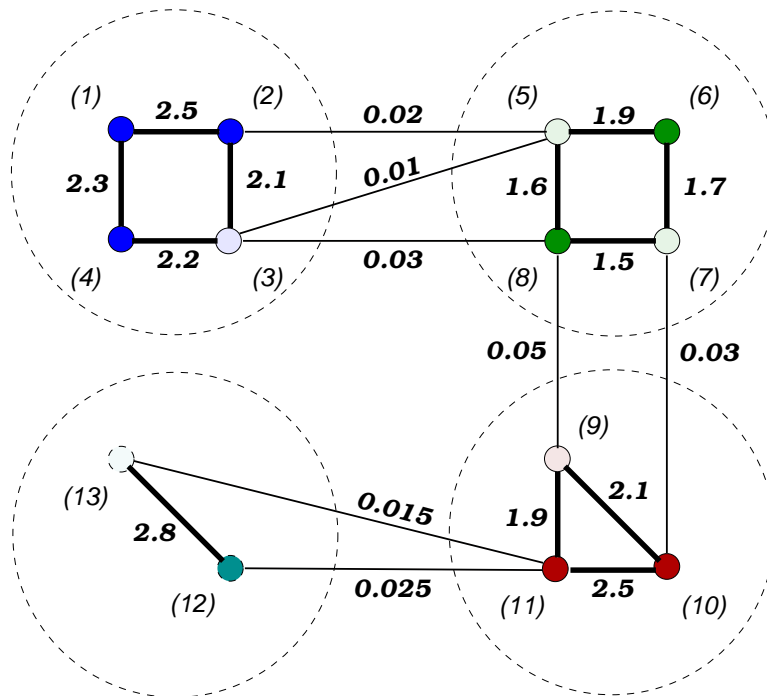 (1) 2.5 (2) 0.02 (5) 1.9 (6)
2.3 2.1 0.01 1.6 1.7
(4) 2.2 (3) 0.03 (8) 1.5 (7)
0.05 0.03
(9)
(13) 2.8 0.015 1.9 2.1
(12) 0.025 (11) 2.5 (10)